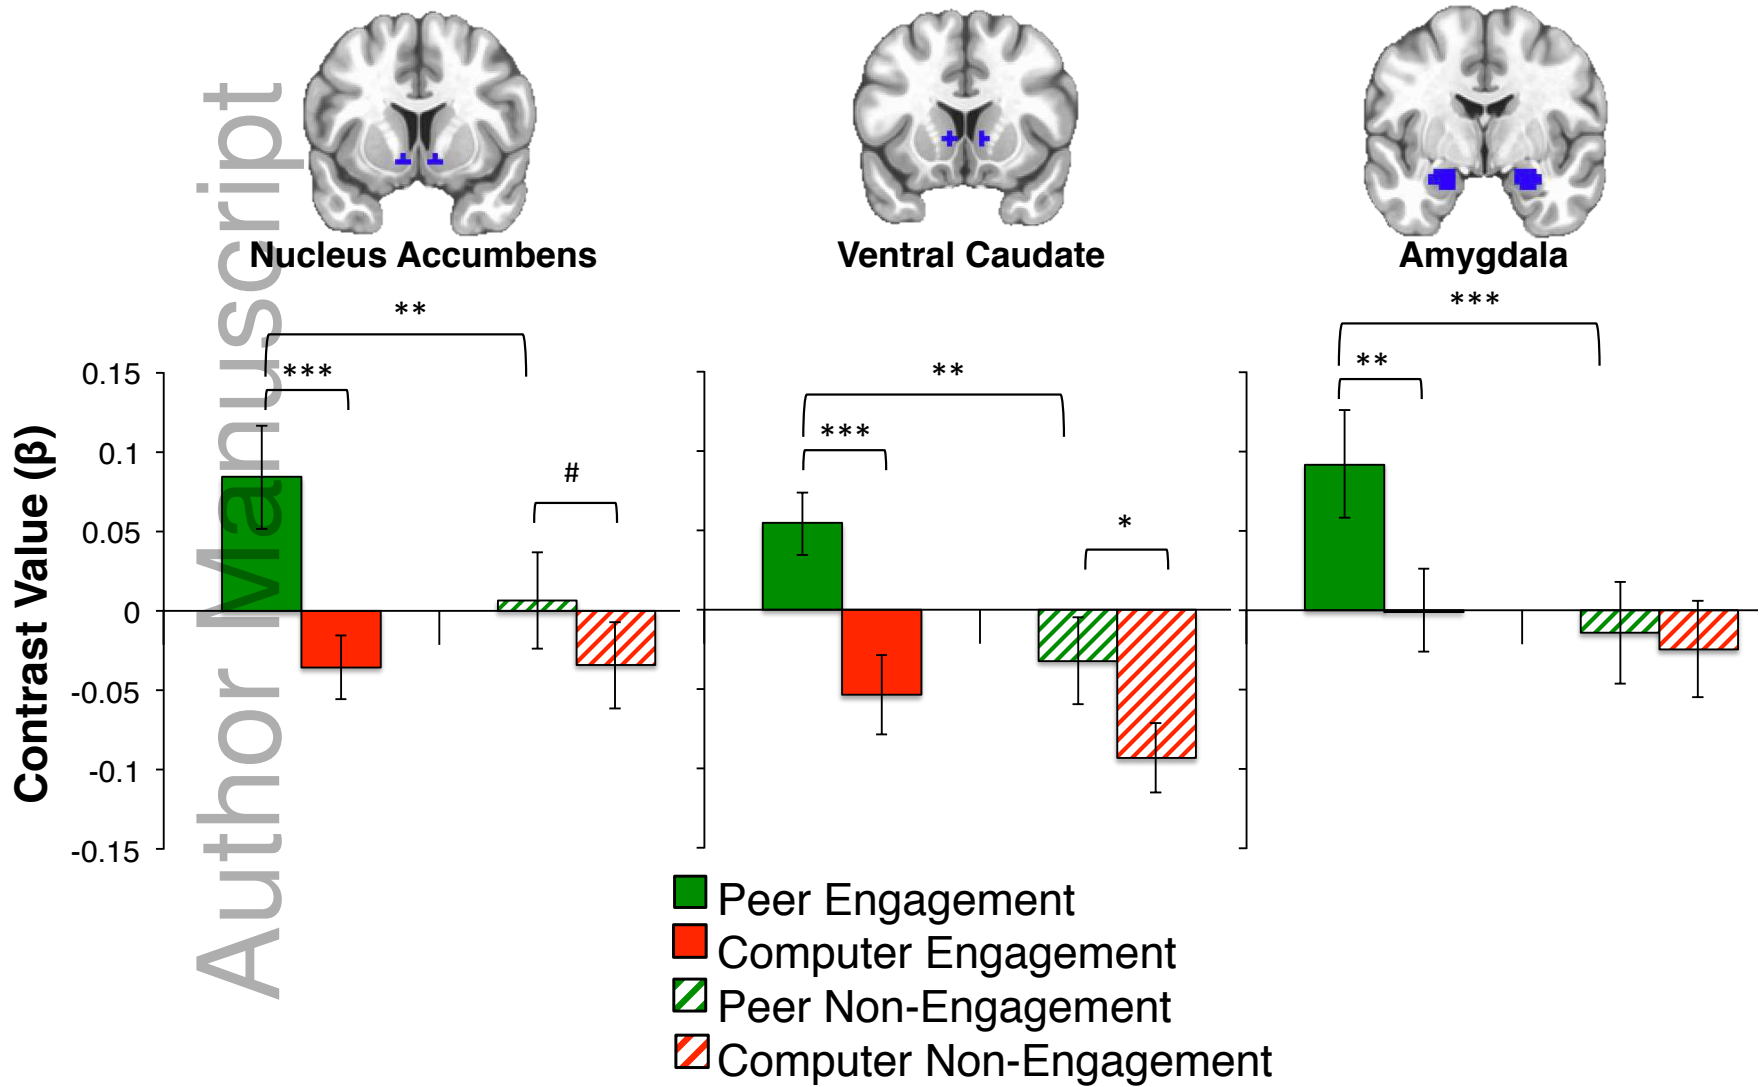 Author Manuscript
Nucleus Accumbens
Ventral Caudate
Amygdala
**
***
#
**
***
*
***
**
Contrast Value (β)
0.15
0.1
0.05
0
-0.05
-0.1
-0.15
Peer Engagement
Computer Engagement
Peer Non-Engagement
Computer Non-Engagement